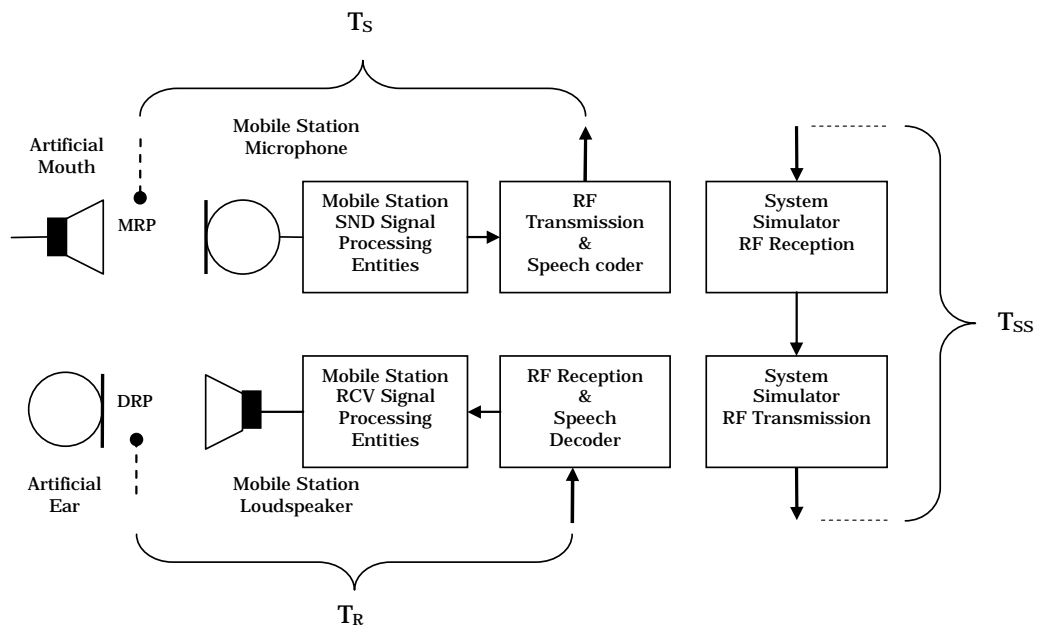 TS
Artificial
Mouth
MRP
Mobile Station
Microphone
Mobile Station
SND Signal
Processing
Entities
RF
Transmission
&
Speech coder
System
Simulator
RF Reception
TSS
DRP
Artificial
Ear
Mobile Station
Loudspeaker
Mobile Station
RCV Signal
Processing
Entities
RF Reception
&
Speech
Decoder
System
Simulator
RF Transmission
TR